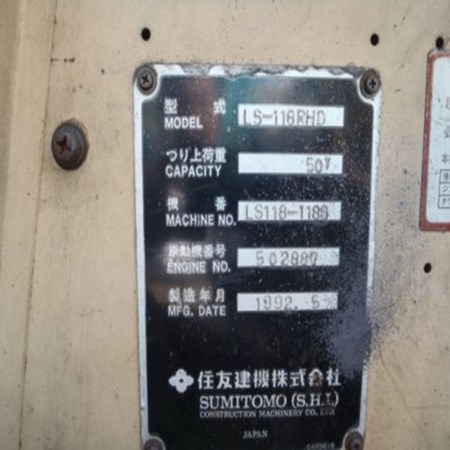 型式 LS-118RHD
MODEL
つり上荷重 50T
CAPACITY
機番 LS118-1188
MACHINE NO.
原動機番号 502887
ENGINE NO.
製造年月 1992. 5
MFG. DATE
住友建機株式会社
SUMITOMO (S.H.I.)
CONSTRUCTION MACHINERY CO., LTD.
JAPAN